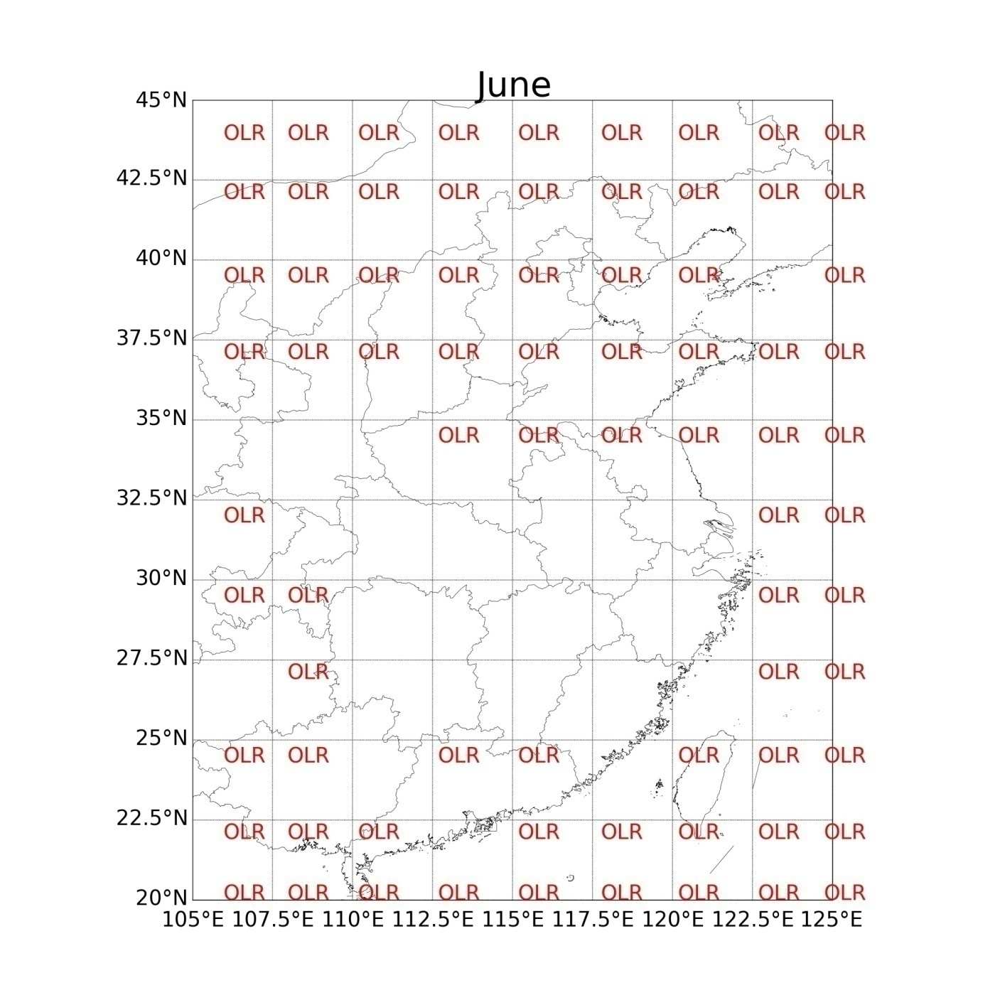 June
45°N
OLR OLR OLR OLR OLR OLR OLR OLR OLR
42.5°N
OLR OLR OLR OLR OLR OLR OLR OLR OLR
40°N
OLR OLR OLR OLR OLR OLR OLR OLR
37.5°N
OLR OLR OLR OLR OLR OLR OLR OLR OLR
35°N
OLR OLR OLR OLR OLR OLR
32.5°N
OLR OLR OLR
30°N
OLR OLR OLR OLR
27.5°N
OLR OLR OLR
25°N
OLR OLR OLR OLR OLR OLR OLR
22.5°N
OLR OLR OLR OLR OLR OLR OLR OLR
OLR OLR OLR OLR OLR OLR OLR OLR OLR
20°N
105°E 107.5°E 110°E 112.5°E 115°E 117.5°E 120°E 122.5°E 125°E